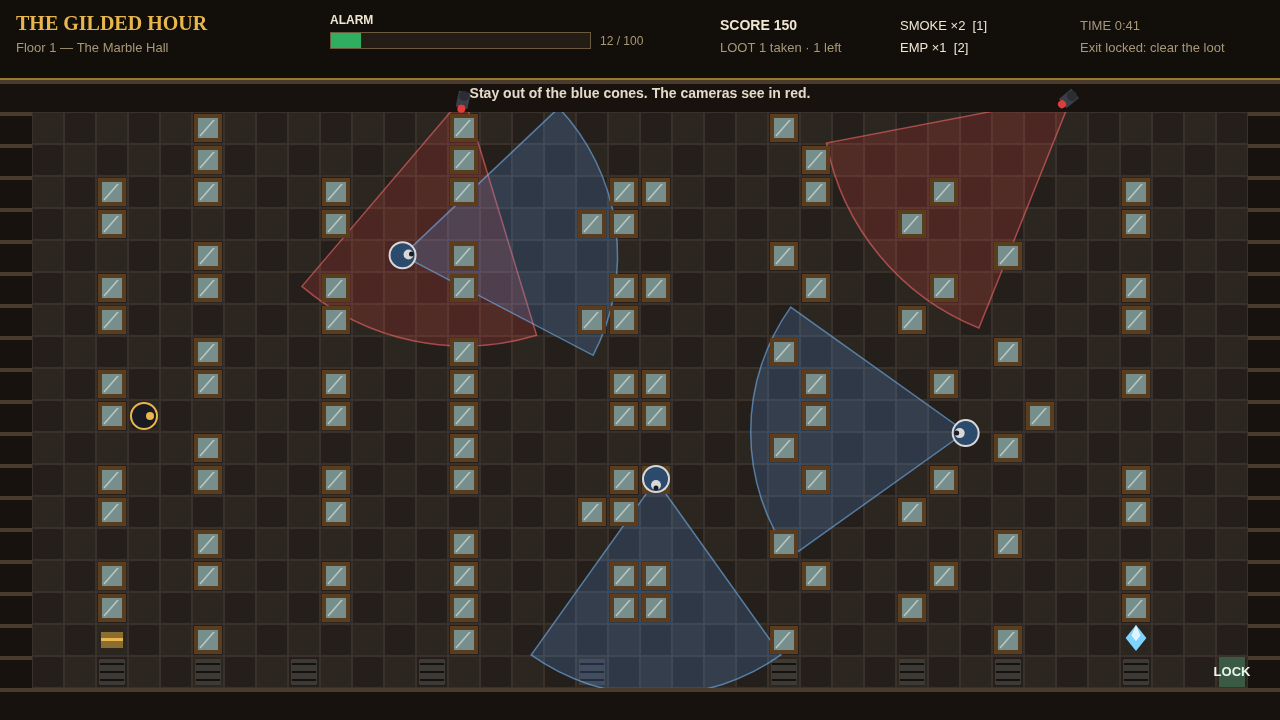 THE GILDED HOUR
Floor 1 — The Marble Hall
ALARM
12 / 100
SCORE 150
LOOT 1 taken · 1 left
SMOKE ×2 [1]
EMP ×1 [2]
TIME 0:41
Exit locked: clear the loot
Stay out of the blue cones. The cameras see in red.
LOCK